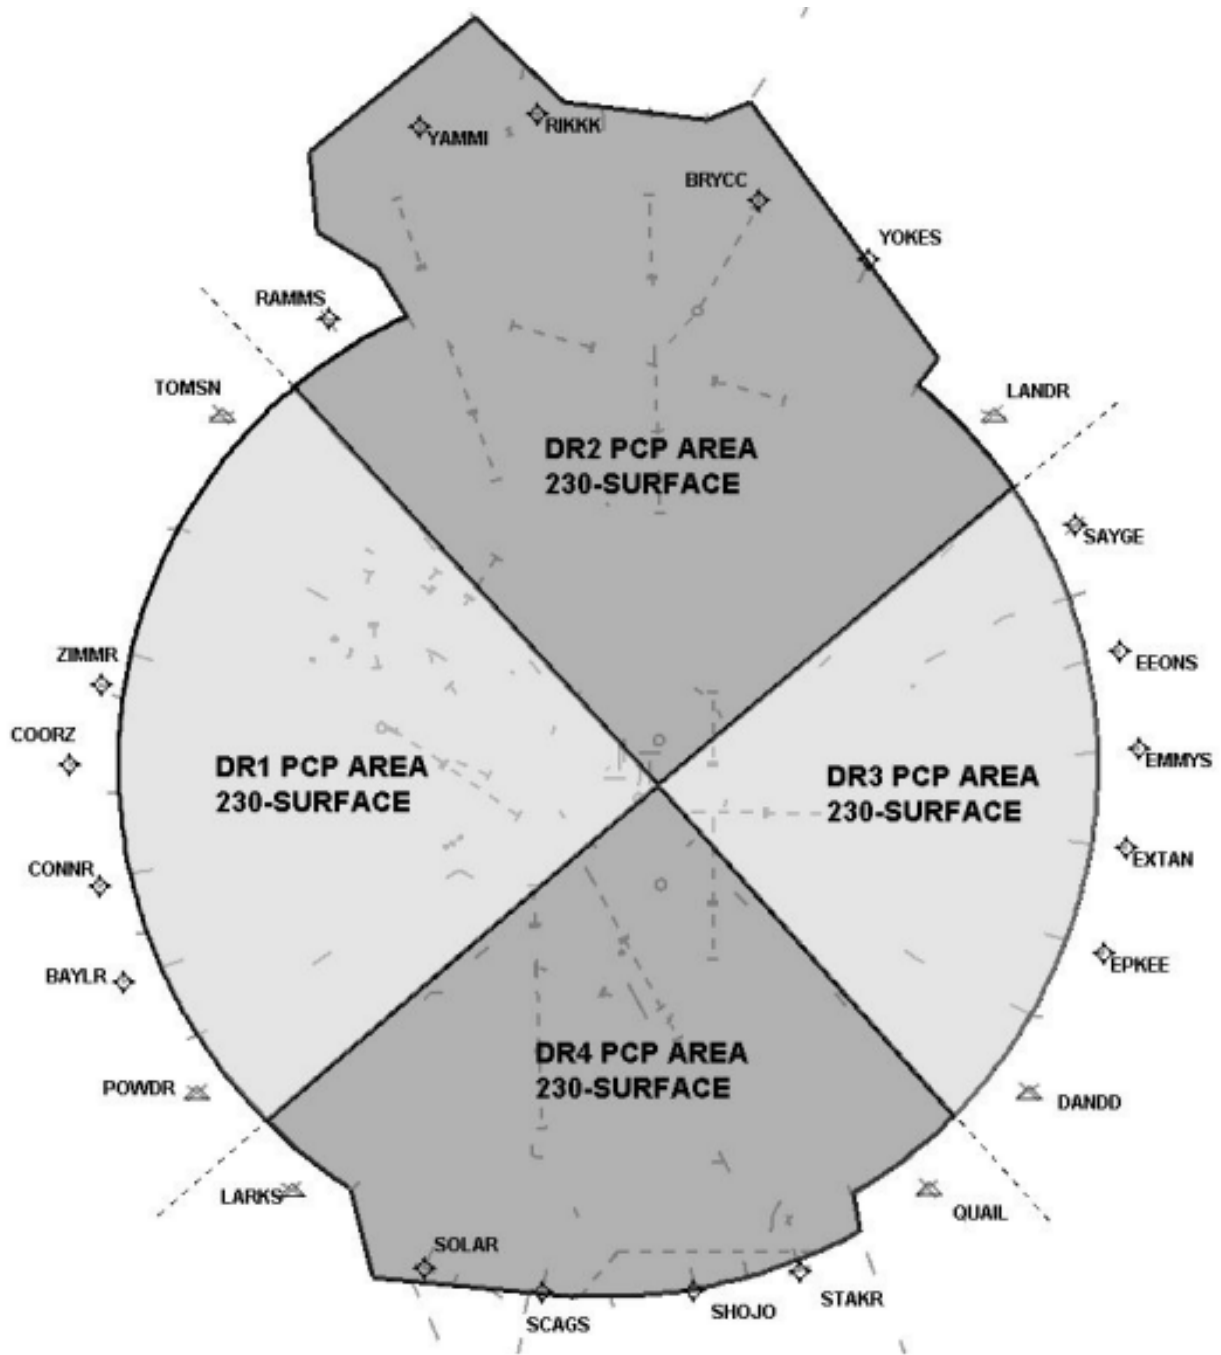 YAMMI
RIKKK
BRYCC
YOKES
RAMMS
TOMSN
LANDR
DR2 PCP AREA
230-SURFACE
SAYGE
ZIMMR
EEONS
COORZ
EMMYS
DR1 PCP AREA
230-SURFACE
DR3 PCP AREA
230-SURFACE
CONNR
EXTAN
BAYLR
EPKEE
DR4 PCP AREA
230-SURFACE
POWDR
DANDD
LARKS
QUAIL
SOLAR
SCAGS
SHOJO
STAKR